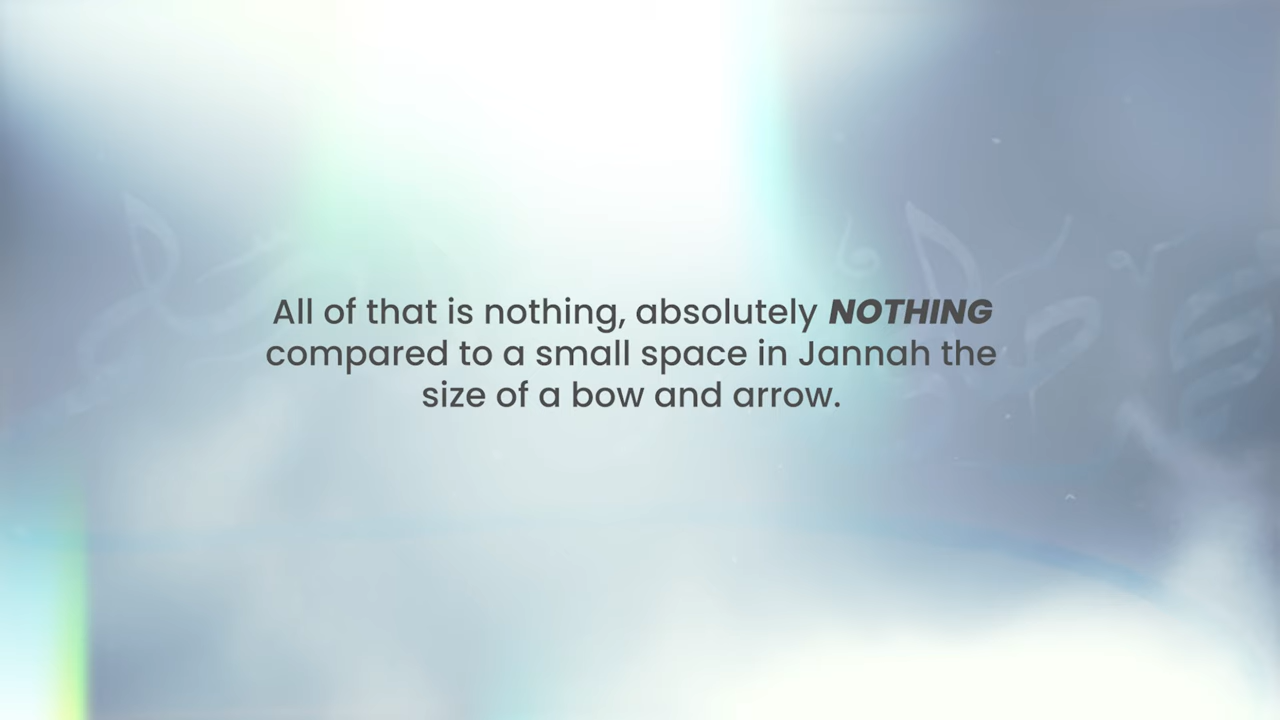 All of that is nothing, absolutely NOTHING
compared to a small space in Jannah the
size of a bow and arrow.